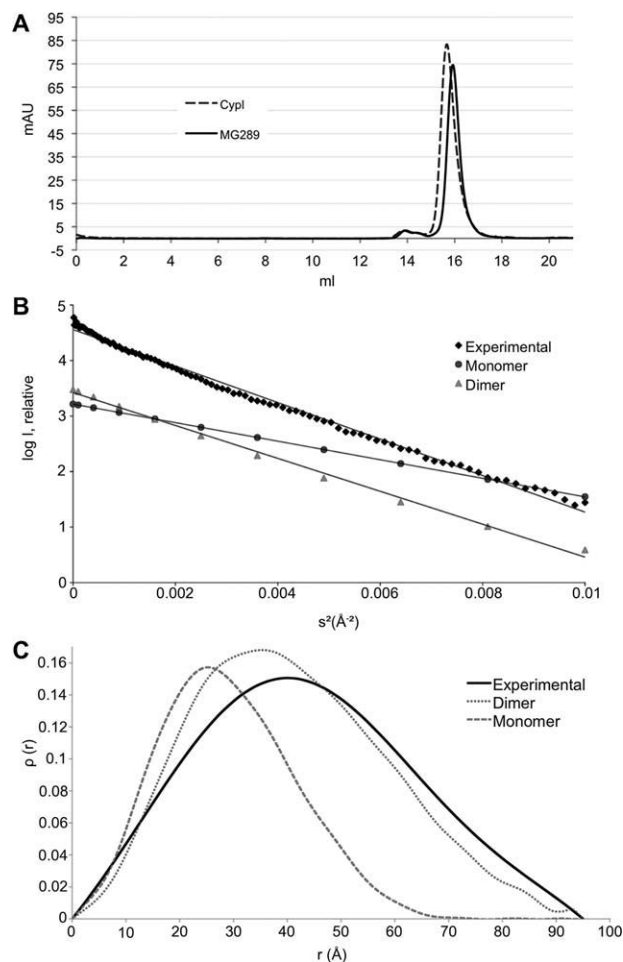 A
95
85
75
65
55
45
35
25
15
5
-5
mAU
Cypl
MG289
0 2 4 6 8 10 12 14 16 18 20
ml
B
5
4
3
2
1
0
log I, relative
Experimental
Monomer
Dimer
0 0.002 0.004 0.006 0.008 0.01
s²(Å⁻²)
C
0.16
0.14
0.12
0.10
0.08
0.06
0.04
0.02
0
ρ (r)
Experimental
Dimer
Monomer
0 10 20 30 40 50 60 70 80 90 100
r (Å)